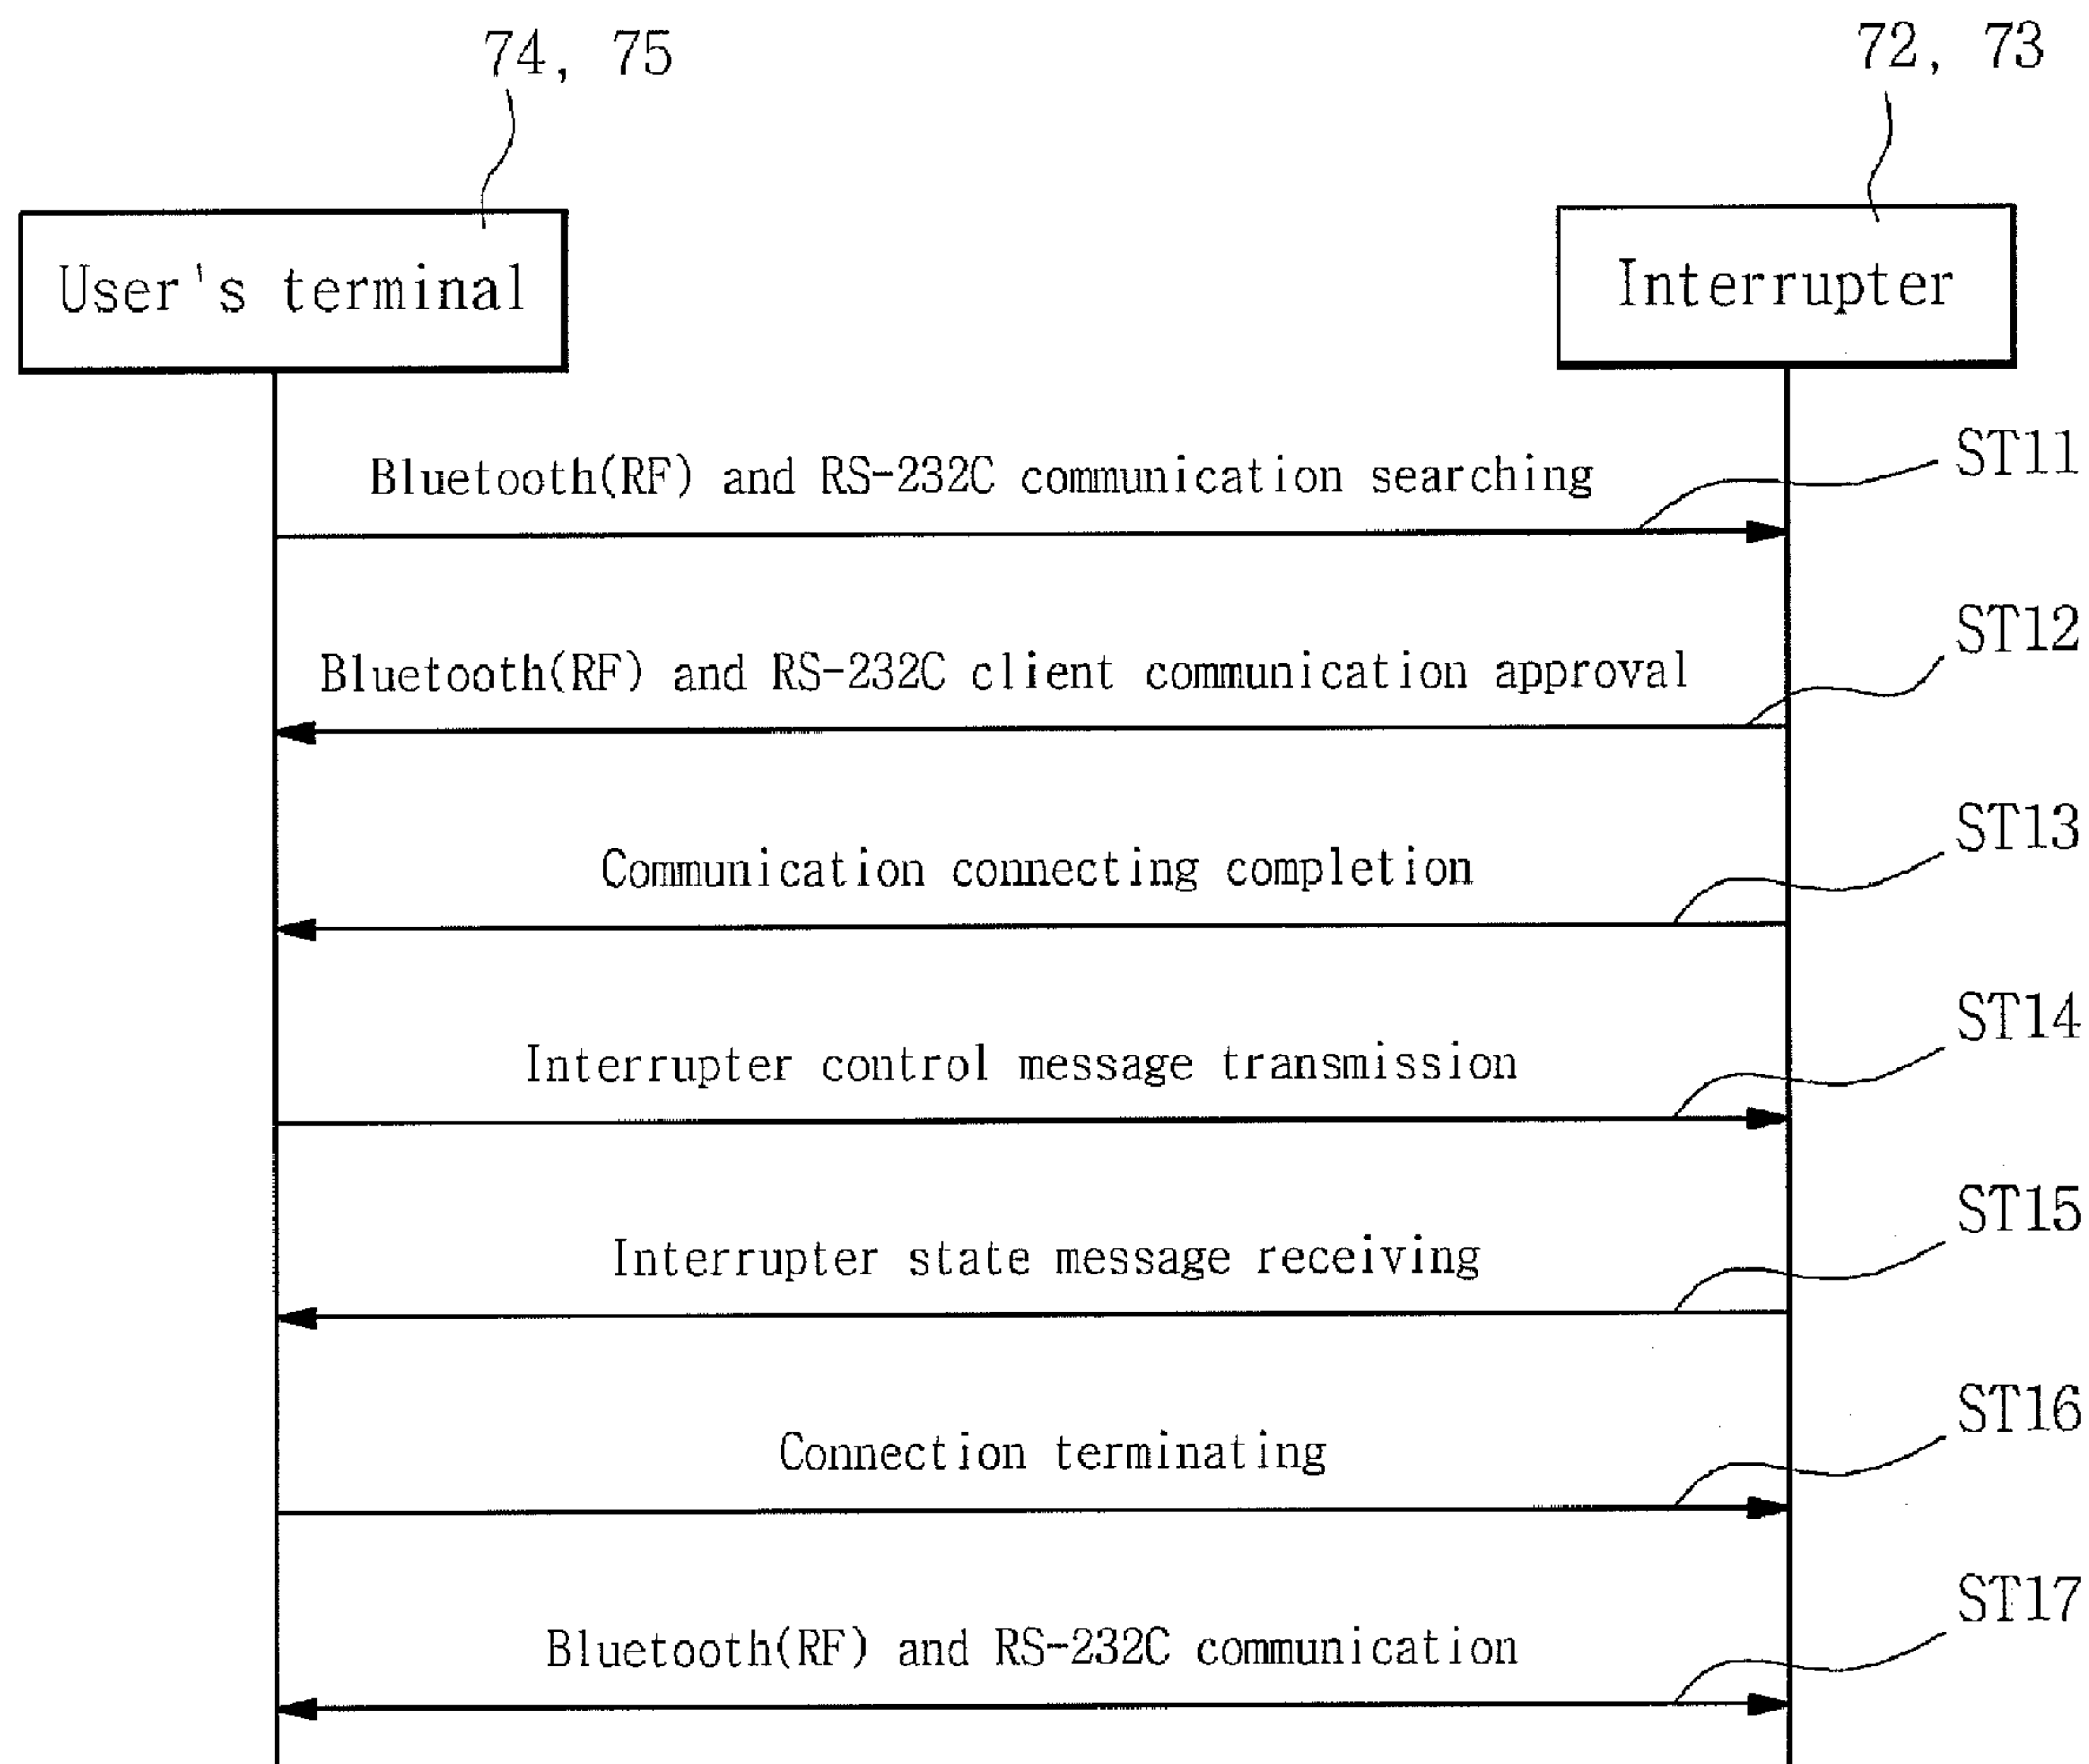 74, 75
72, 73
User's terminal
Interrupter
Bluetooth(RF) and RS-232C communication searching
ST11
Bluetooth(RF) and RS-232C client communication approval
ST12
Communication connecting completion
ST13
Interrupter control message transmission
ST14
Interrupter state message receiving
ST15
Connection terminating
ST16
Bluetooth(RF) and RS-232C communication
ST17